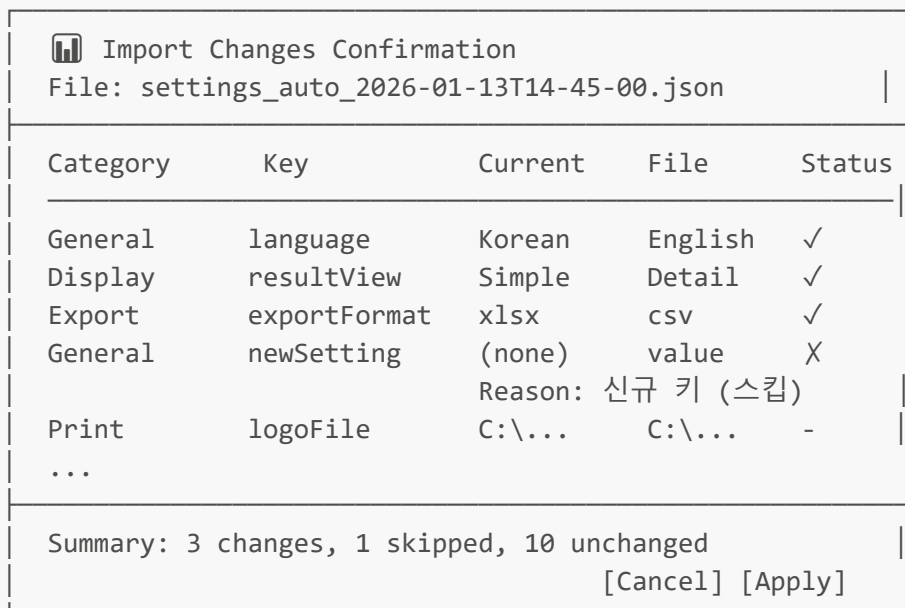 📊 Import Changes Confirmation
File: settings_auto_2026-01-13T14-45-00.json
Category Key Current File Status
General language Korean English ✓
Display resultView Simple Detail ✓
Export exportFormat xlsx csv ✓
General newSetting (none) value ✗
Reason: 신규 키 (스킵)
Print logoFile C:\... C:\... -
...
Summary: 3 changes, 1 skipped, 10 unchanged
[Cancel] [Apply]